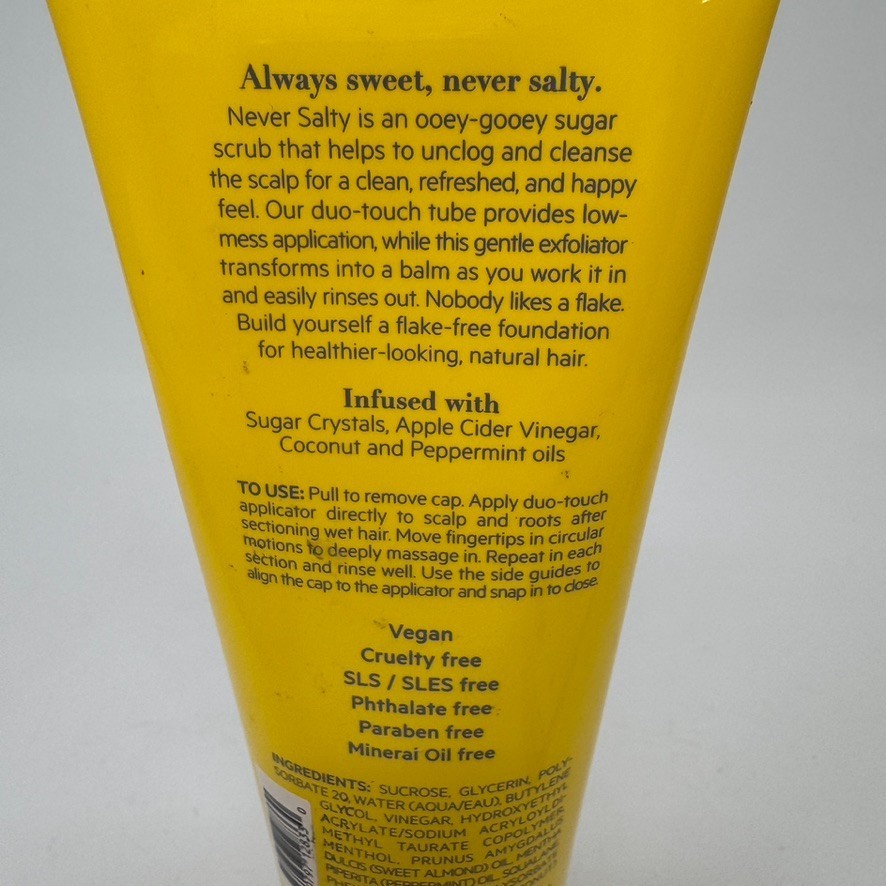 Always sweet, never salty.
Never Salty is an ooey-gooey sugar
scrub that helps to unclog and cleanse
the scalp for a clean, refreshed, and happy
feel. Our duo-touch tube provides low-
mess application, while this gentle exfoliator
transforms into a balm as you work it in
and easily rinses out. Nobody likes a flake.
Build yourself a flake-free foundation
for healthier-looking, natural hair.
Infused with
Sugar Crystals, Apple Cider Vinegar,
Coconut and Peppermint oils
TO USE: Pull to remove cap. Apply duo-touch
applicator directly to scalp and roots after
sectioning wet hair. Move fingertips in circular
motions to deeply massage in. Repeat in each
section and rinse well. Use the side guides to
align the cap to the applicator and snap in to close.
Vegan
Cruelty free
SLS / SLES free
Phthalate free
Paraben free
Mineral Oil free
INGREDIENTS: SUCROSE, GLYCERIN, POLY-
SORBATE 20, WATER (AQUA/EAU), BUTYLENE
GLYCOL, VINEGAR, HYDROXYETHYL
ACRYLATE/SODIUM ACRYLOYLDI-
METHYL TAURATE COPOLYMER,
MENTHOL, PRUNUS AMYGDALUS
DULCIS (SWEET ALMOND) OIL, MENTHA
PIPERITA (PEPPERMINT) OIL, SQUALANE,